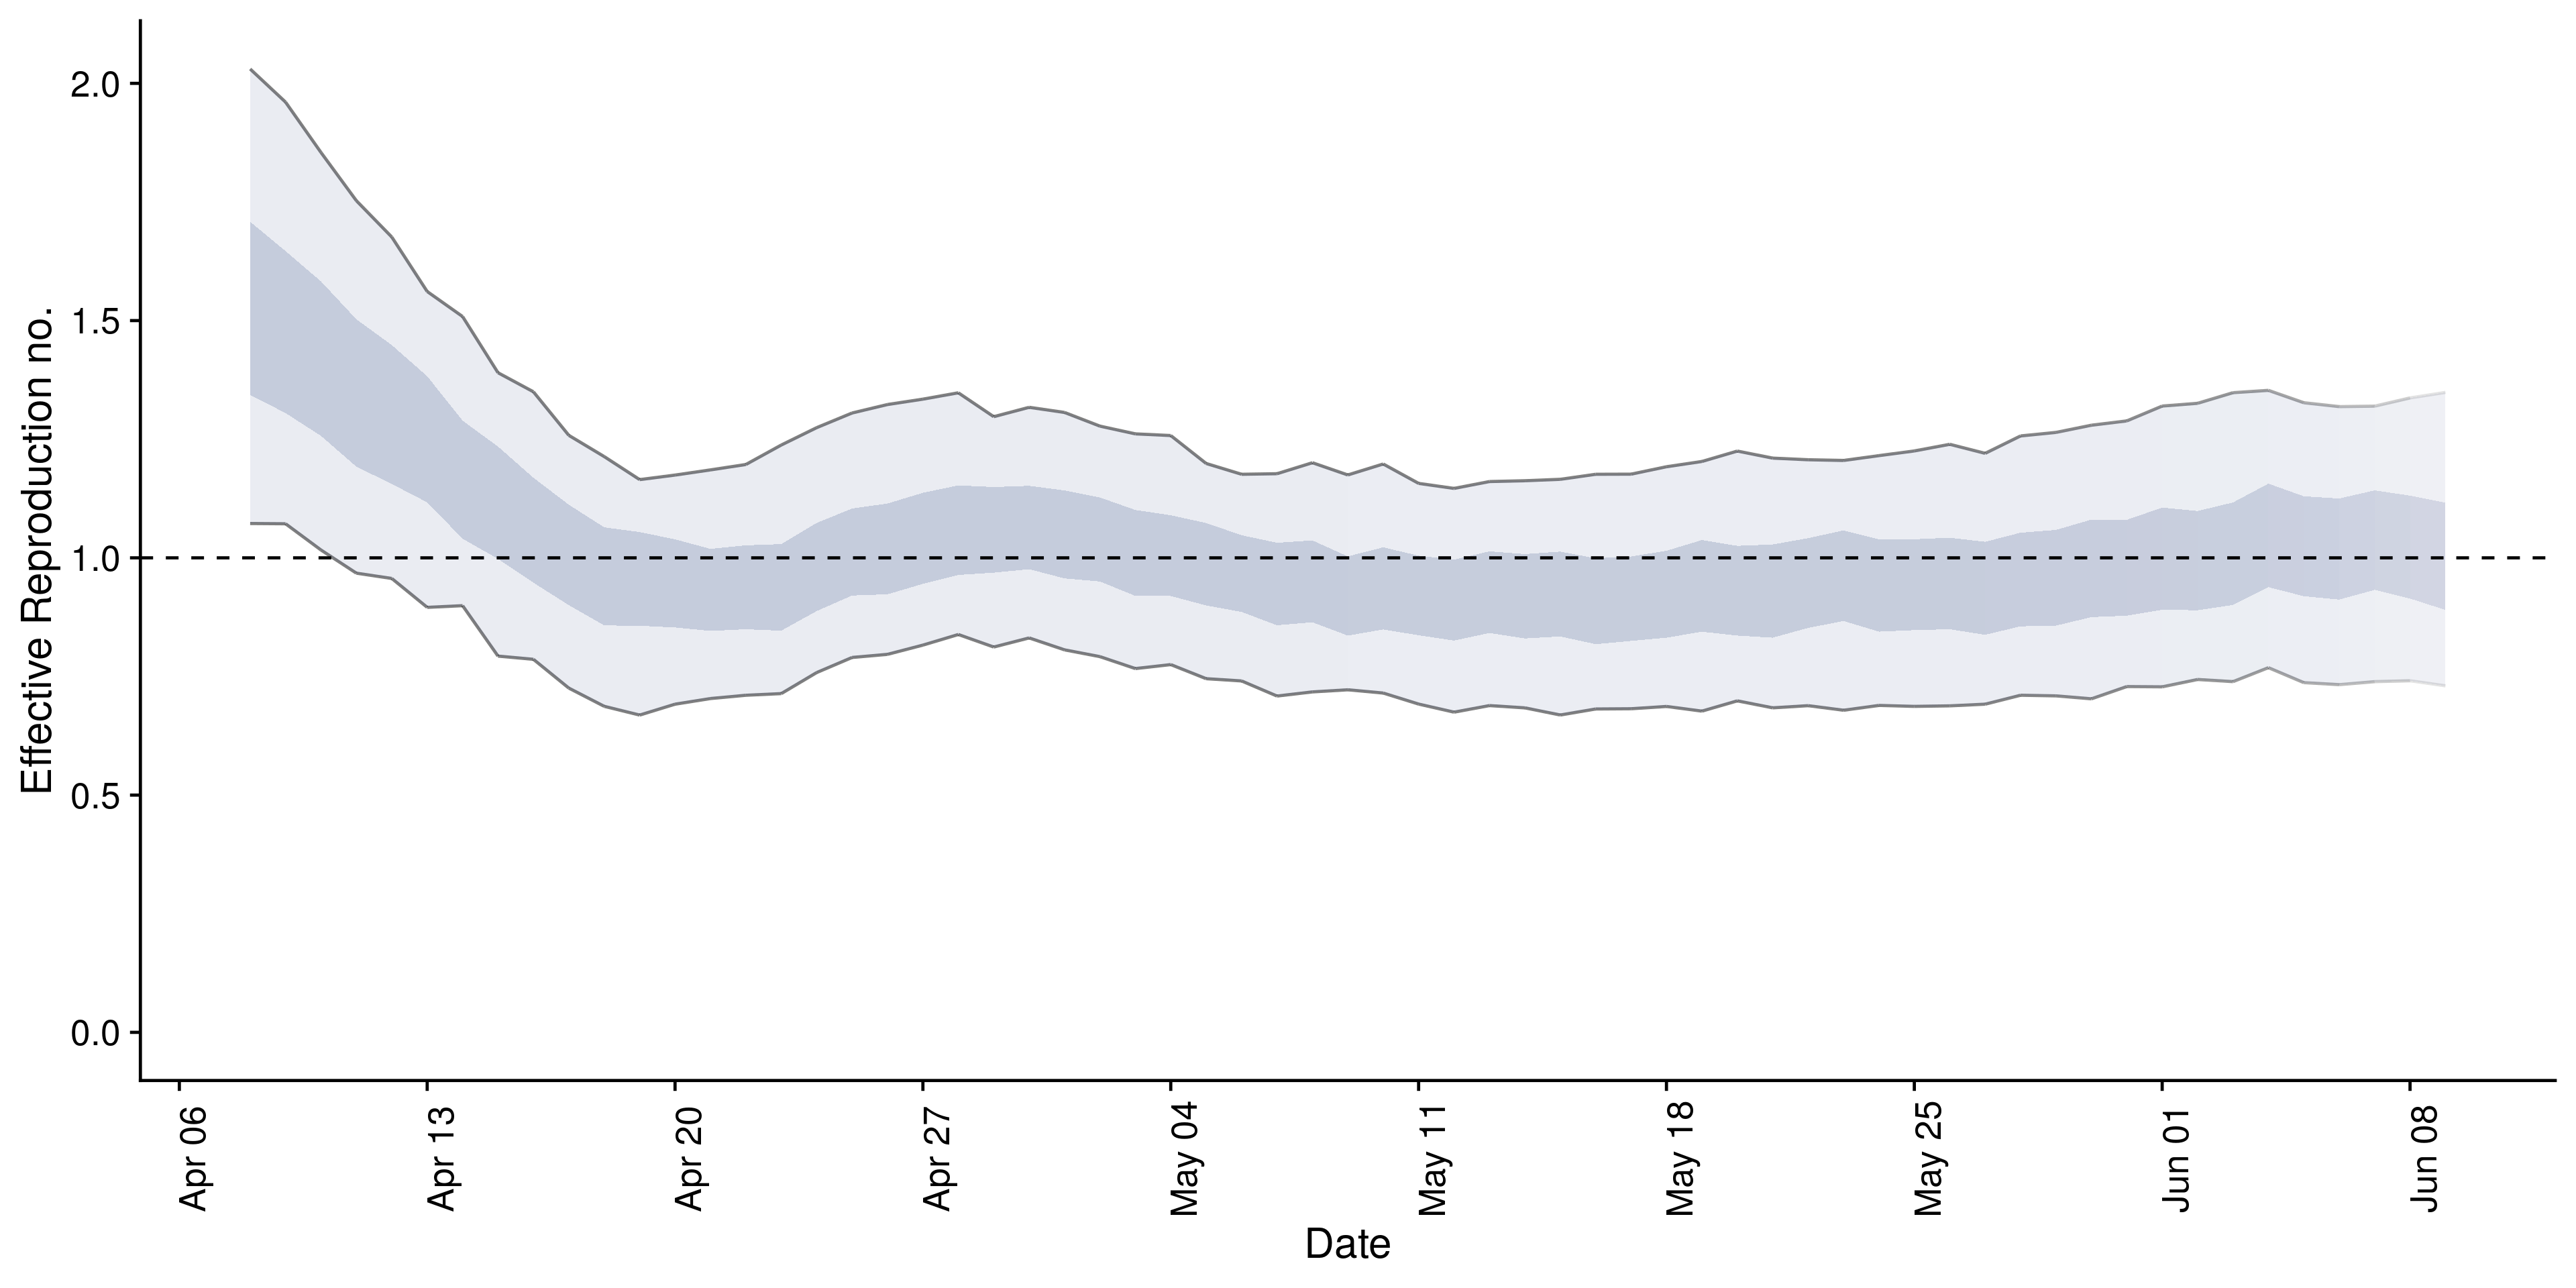 Effective Reproduction no.
2.0
1.5
1.0
0.5
0.0
Apr 06
Apr 13
Apr 20
Apr 27
May 04
May 11
May 18
May 25
Jun 01
Jun 08
Date